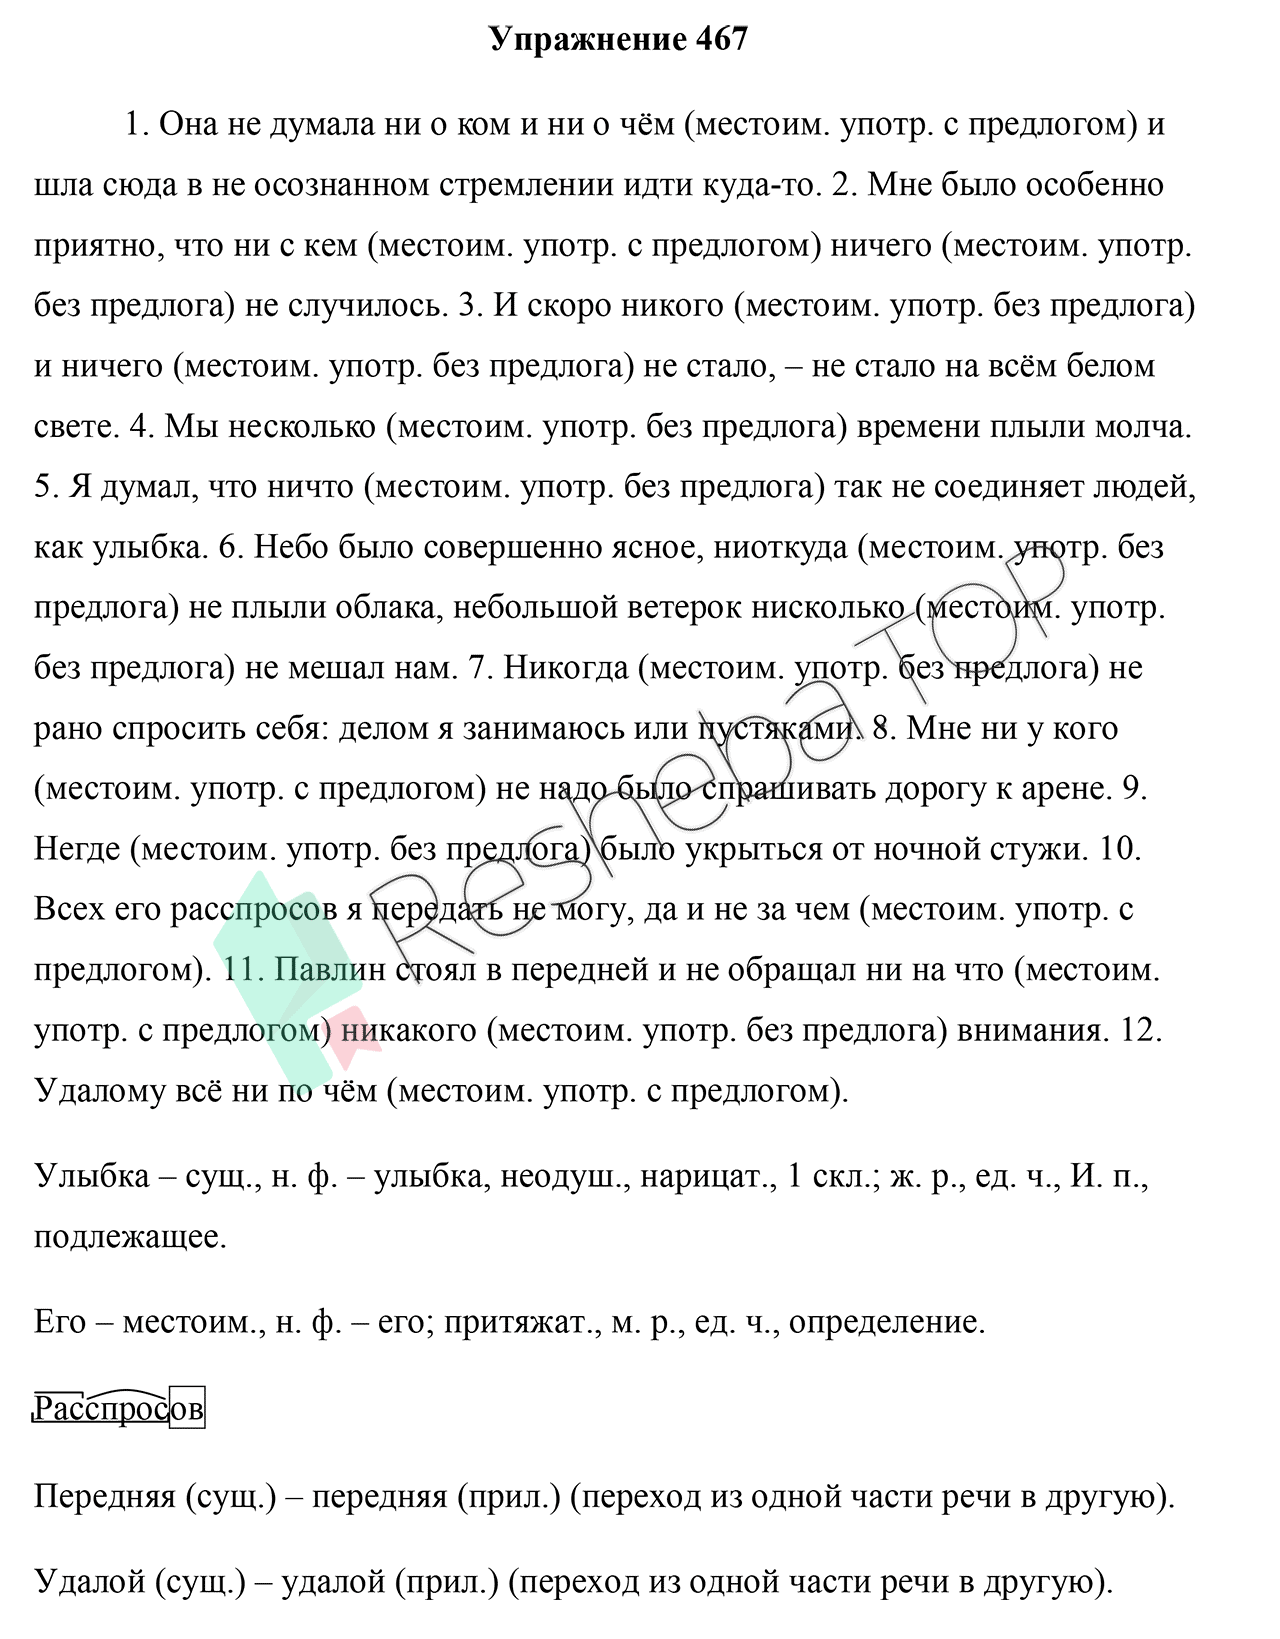 Упражнение 467
1. Она не думала ни о ком и ни о чём (местоим. употр. с предлогом) и
шла сюда в не осознанном стремлении идти куда-то. 2. Мне было особенно
приятно, что ни с кем (местоим. употр. с предлогом) ничего (местоим. употр.
без предлога) не случилось. 3. И скоро никого (местоим. употр. без предлога)
и ничего (местоим. употр. без предлога) не стало, – не стало на всём белом
свете. 4. Мы несколько (местоим. употр. без предлога) времени плыли молча.
5. Я думал, что ничто (местоим. употр. без предлога) так не соединяет людей,
как улыбка. 6. Небо было совершенно ясное, ниоткуда (местоим. употр. без
предлога) не плыли облака, небольшой ветерок нисколько (местоим. употр.
без предлога) не мешал нам. 7. Никогда (местоим. употр. без предлога) не
рано спросить себя: делом я занимаюсь или пустяками. 8. Мне ни у кого
(местоим. употр. с предлогом) не надо было спрашивать дорогу к арене. 9.
Негде (местоим. употр. без предлога) было укрыться от ночной стужи. 10.
Всех его расспросов я передать не могу, да и не за чем (местоим. употр. с
предлогом). 11. Павлин стоял в передней и не обращал ни на что (местоим.
употр. с предлогом) никакого (местоим. употр. без предлога) внимания. 12.
Удалому всё ни по чём (местоим. употр. с предлогом).
Улыбка – сущ., н. ф. – улыбка, неодуш., нарицат., 1 скл.; ж. р., ед. ч., И. п.,
подлежащее.
Его – местоим., н. ф. – его; притяжат., м. р., ед. ч., определение.
Расспросов
Передняя (сущ.) – передняя (прил.) (переход из одной части речи в другую).
Удалой (сущ.) – удалой (прил.) (переход из одной части речи в другую).
Resheba TOP